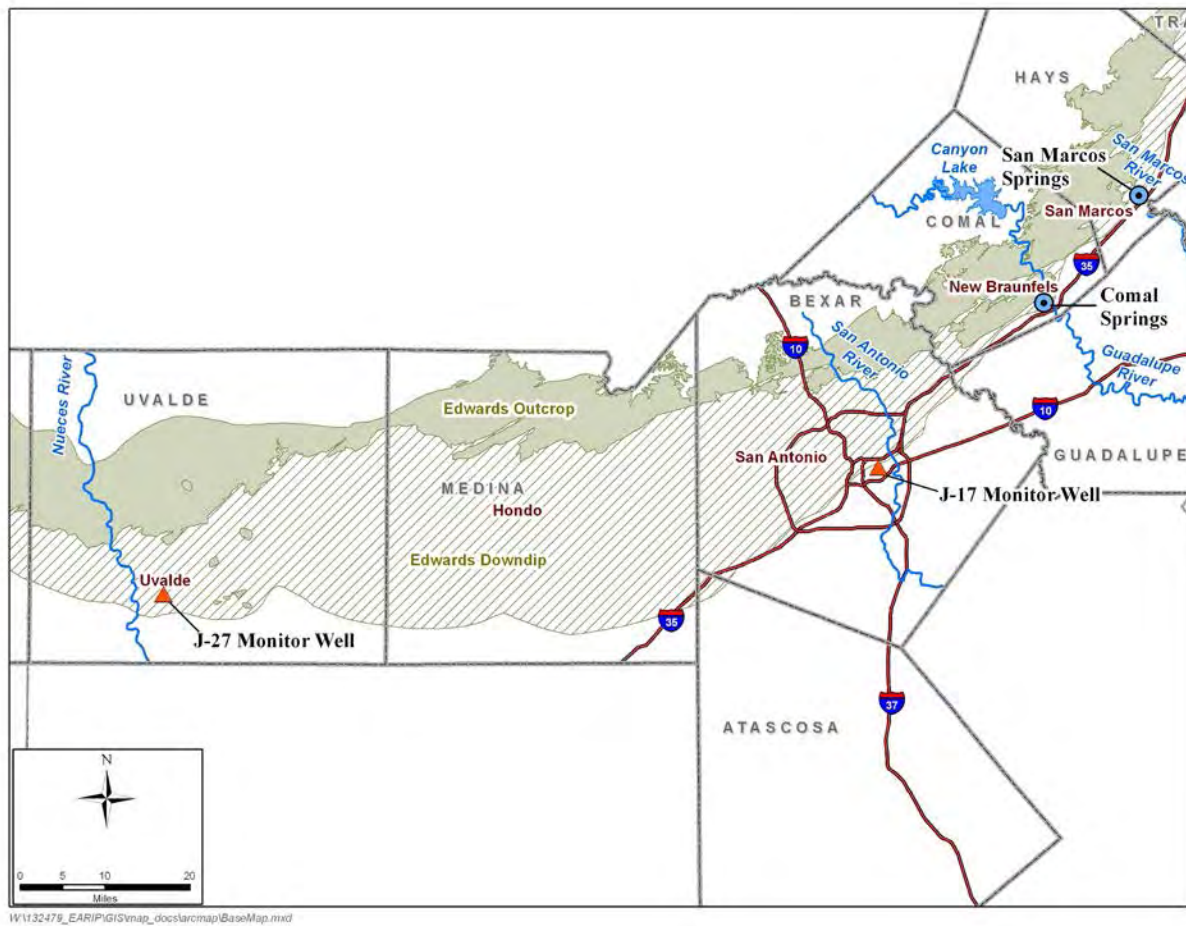 TRA
HAYS
San Marcos
Springs
San Marcos
River
Canyon
Lake
San Marcos
COMAL
35
New Braunfels
Comal
Springs
BEXAR
San Antonio
River
10
Guadalupe
River
10
UVALDE
Nueces River
Edwards Outcrop
San Antonio
GUADALUPE
MEDINA
Hondo
J-17 Monitor Well
Edwards Downdip
Uvalde
J-27 Monitor Well
35
37
ATASCOSA
N
0 5 10 20
Miles
W:\132479_EARIP\GIS\map_docs\arcmap\BaseMap.mxd